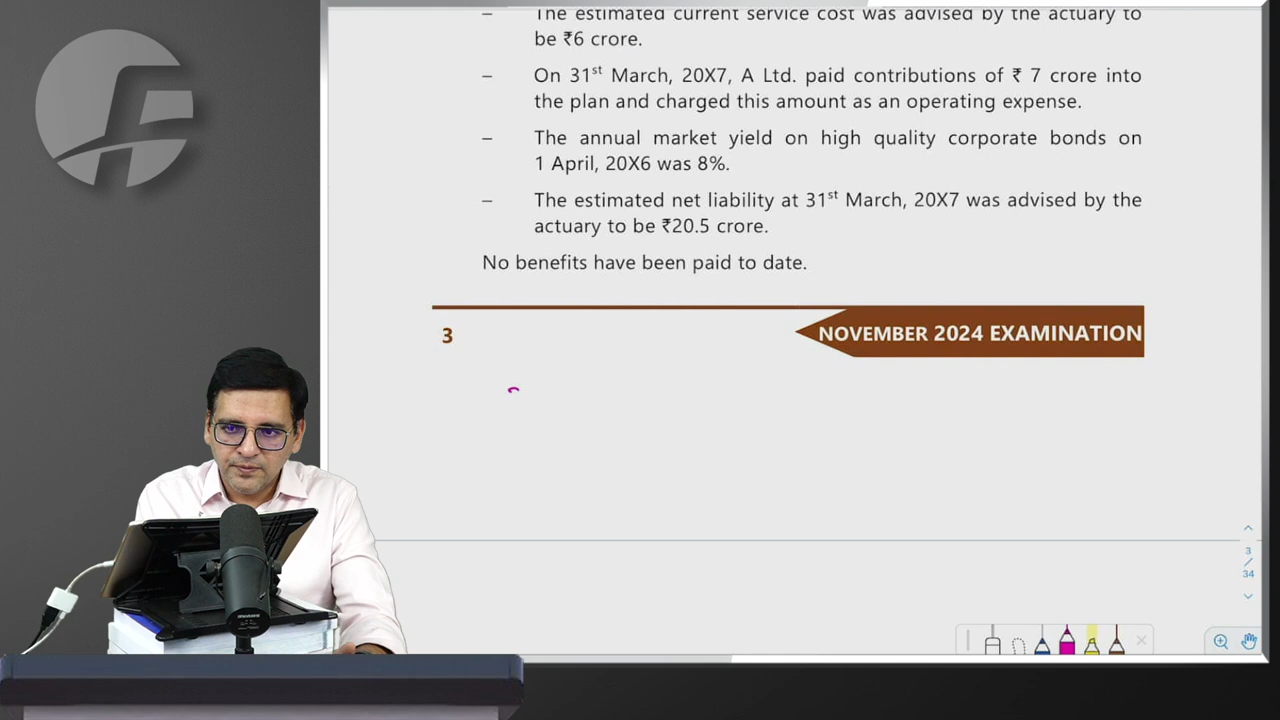 – The estimated current service cost was advised by the actuary to
be ₹6 crore.
– On 31st March, 20X7, A Ltd. paid contributions of ₹ 7 crore into
the plan and charged this amount as an operating expense.
– The annual market yield on high quality corporate bonds on
1 April, 20X6 was 8%.
– The estimated net liability at 31st March, 20X7 was advised by the
actuary to be ₹20.5 crore.
No benefits have been paid to date.
3 NOVEMBER 2024 EXAMINATION
3
/
34